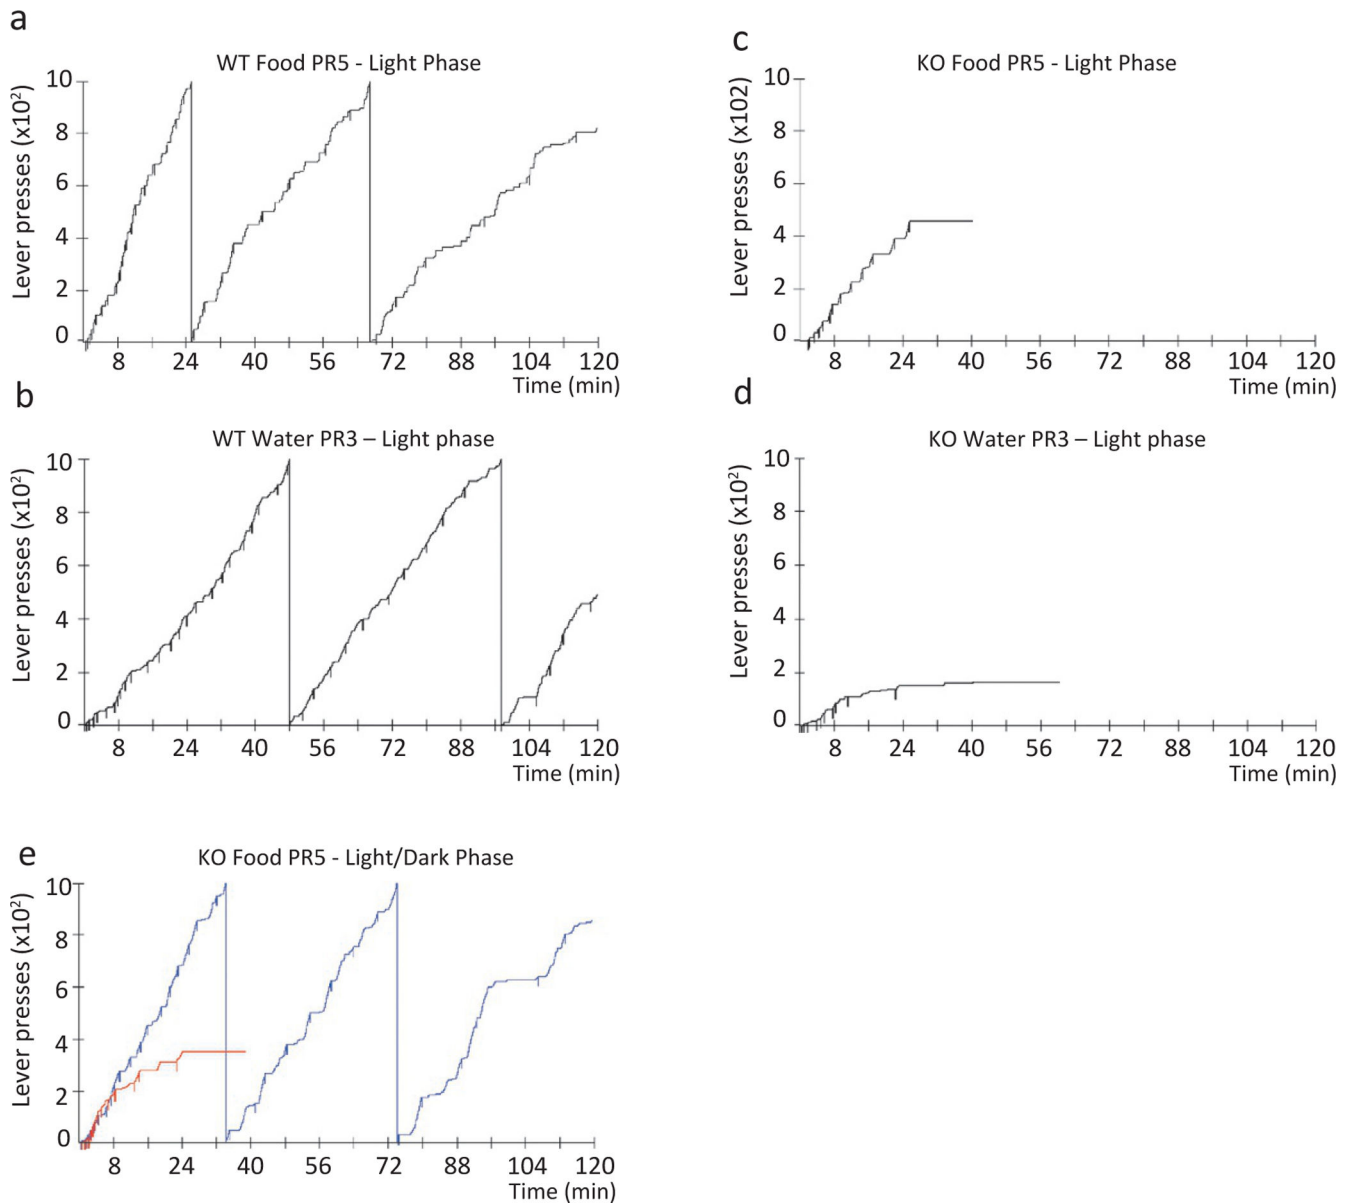 a
WT Food PR5 - Light Phase
Lever presses (x10²)
10
8
6
4
2
0
8 24 40 56 72 88 104 120
Time (min)
c
KO Food PR5 - Light Phase
Lever presses (x102)
10
8
6
4
2
0
8 24 40 56 72 88 104 120
Time (min)
b
WT Water PR3 – Light phase
Lever presses (x10²)
10
8
6
4
2
0
8 24 40 56 72 88 104 120
Time (min)
d
KO Water PR3 – Light phase
Lever presses (x10²)
10
8
6
4
2
0
8 24 40 56 72 88 104 120
Time (min)
e
KO Food PR5 - Light/Dark Phase
Lever presses (x10²)
10
8
6
4
2
0
8 24 40 56 72 88 104 120
Time (min)